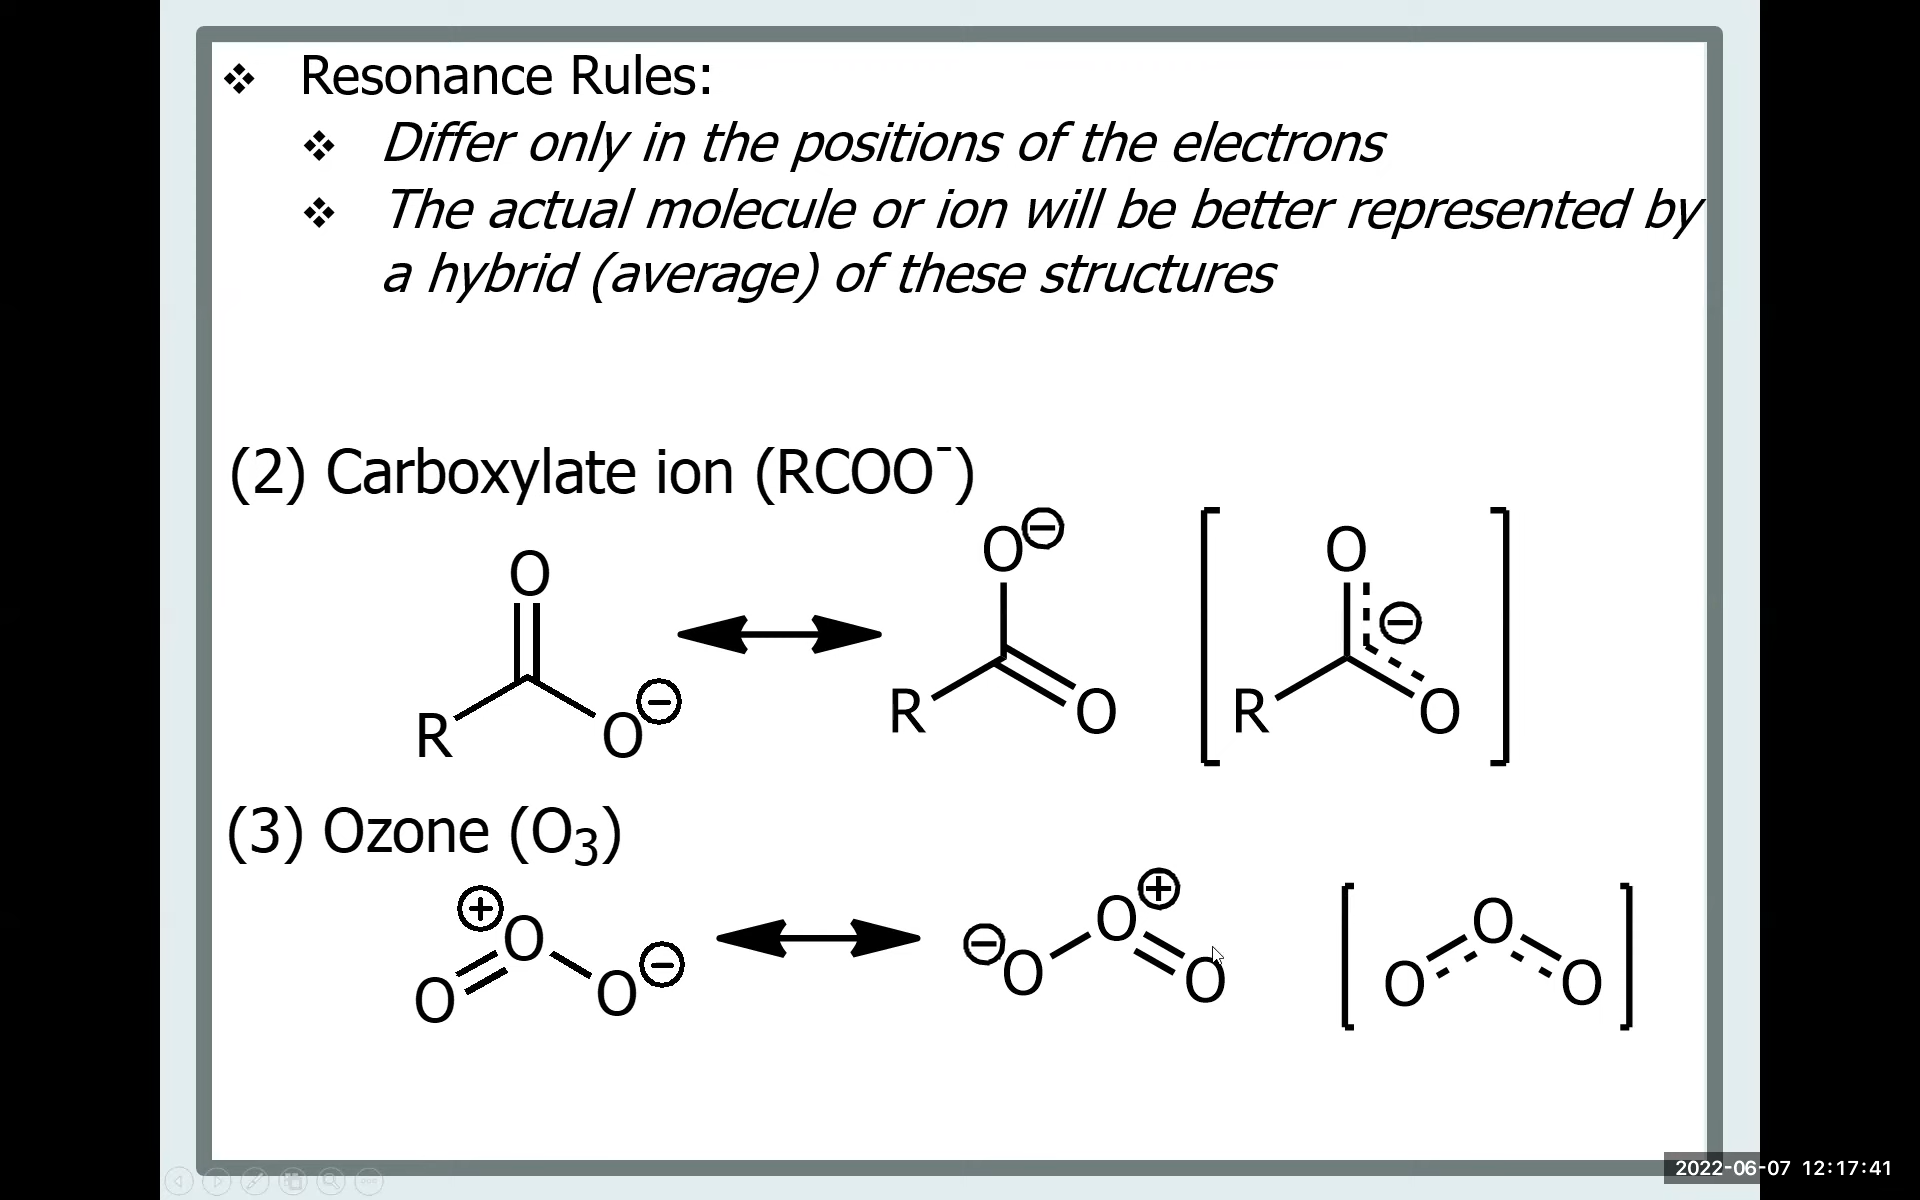 ❖ Resonance Rules:
❖ Differ only in the positions of the electrons
❖ The actual molecule or ion will be better represented by
a hybrid (average) of these structures
(2) Carboxylate ion (RCOO⁻)
O
R
O⊖
O⊖
R
O
O
⊖
R
O
(3) Ozone (O₃)
⊕
O
O
O
⊖
⊕
O
⊖
O
O
O
O
O
2022-06-07 12:17:41